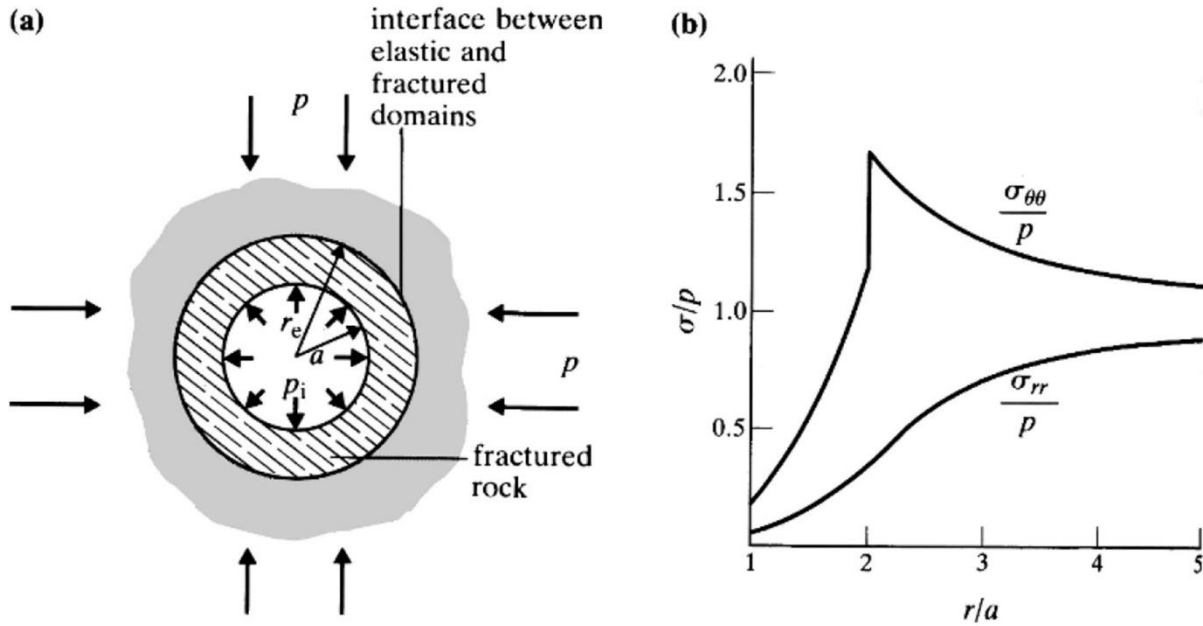 (a)
interface between
elastic and
fractured
domains
p
r_e
a
p
p_i
fractured
rock
(b)
2.0
1.5
σ_θθ/p
σ/p
1.0
σ_rr/p
0.5
1 2 3 4 5
r/a